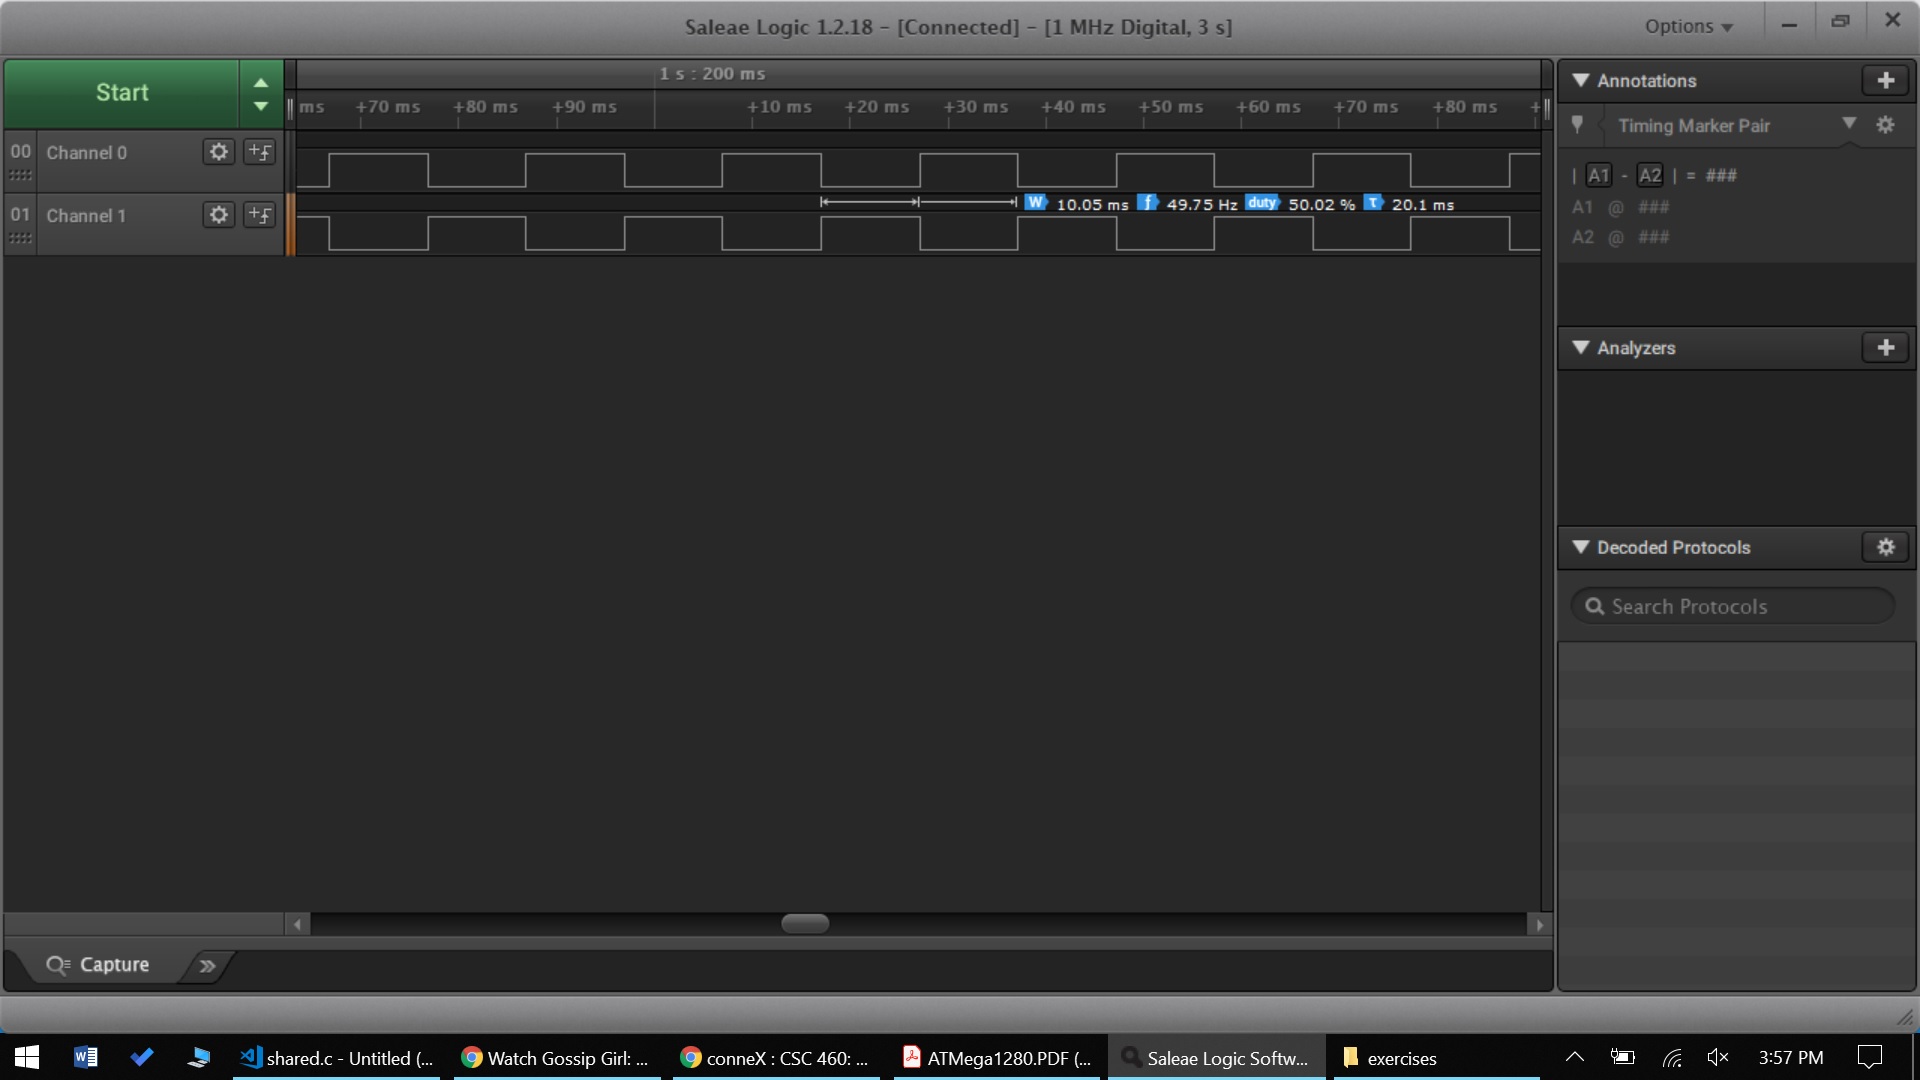 Saleae Logic 1.2.18 - [Connected] - [1 MHz Digital, 3 s]
Options
Start
1 s : 200 ms
ms +70 ms +80 ms +90 ms +10 ms +20 ms +30 ms +40 ms +50 ms +60 ms +70 ms +80 ms +
00 Channel 0
01 Channel 1
W 10.05 ms f 49.75 Hz duty 50.02 % τ 20.1 ms
Annotations
Timing Marker Pair
| A1 - A2 | = ###
A1 @ ###
A2 @ ###
Analyzers
Decoded Protocols
Search Protocols
Capture
shared.c - Untitled (...
Watch Gossip Girl: ...
conneX : CSC 460: ...
ATMega1280.PDF (...
Saleae Logic Softw...
exercises
3:57 PM